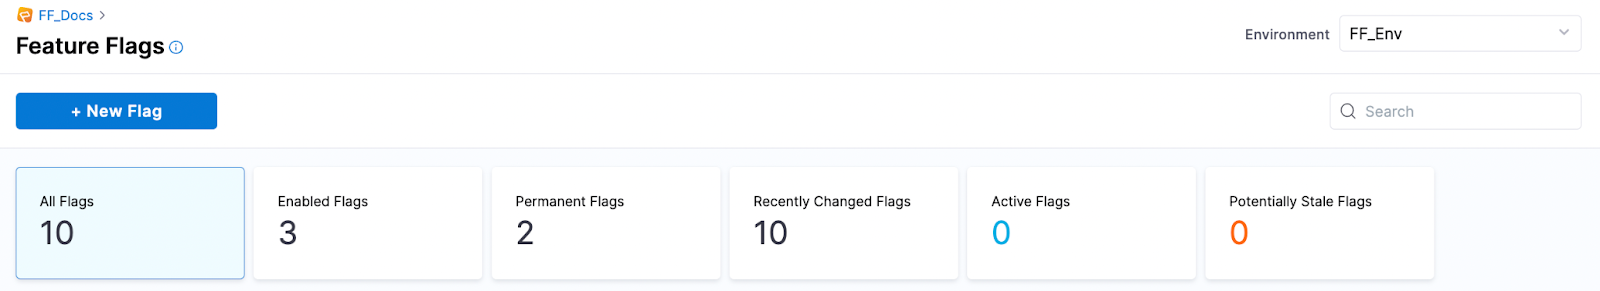 FF_Docs >
Feature Flags
Environment FF_Env
+ New Flag
Search
All Flags
10
Enabled Flags
3
Permanent Flags
2
Recently Changed Flags
10
Active Flags
0
Potentially Stale Flags
0